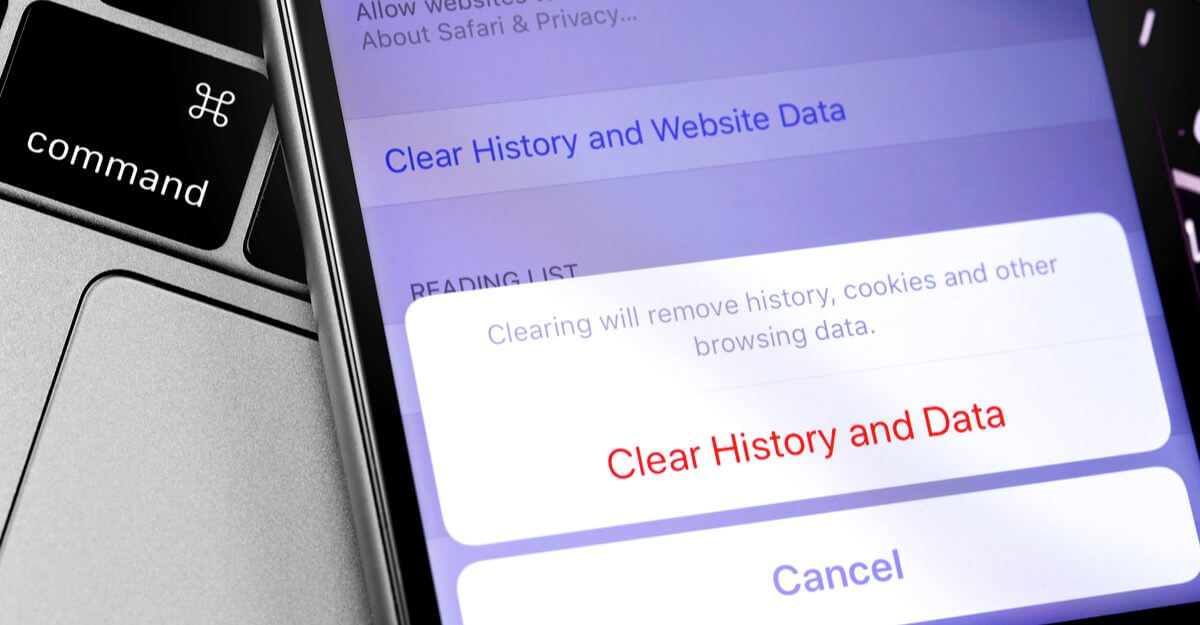 ⌘
command
Allow websites
About Safari & Privacy...
Clear History and Website Data
READING LIST
Clearing will remove history, cookies and other
browsing data.
Clear History and Data
Cancel